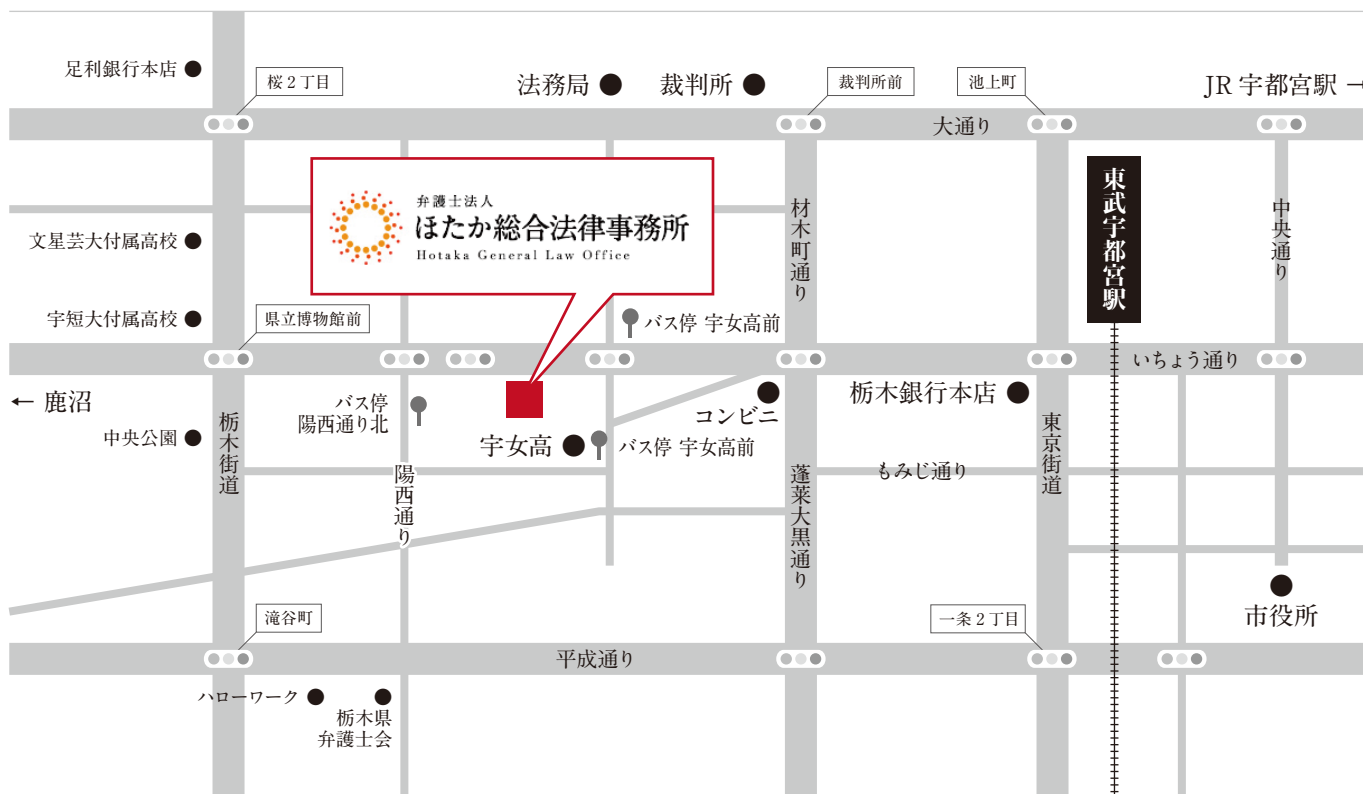 足利銀行本店
桜2丁目
法務局
裁判所
裁判所前
池上町
JR 宇都宮駅 →
大通り
弁護士法人
ほたか総合法律事務所
Hotaka General Law Office
材木町通り
東武宇都宮駅
中央通り
文星芸大付属高校
宇短大付属高校
県立博物館前
バス停 宇女高前
いちょう通り
← 鹿沼
中央公園
栃木街道
バス停
陽西通り北
宇女高
バス停 宇女高前
コンビニ
栃木銀行本店
東京街道
陽西通り
もみじ通り
蓬莱大黒通り
市役所
滝谷町
一条2丁目
平成通り
ハローワーク
栃木県
弁護士会